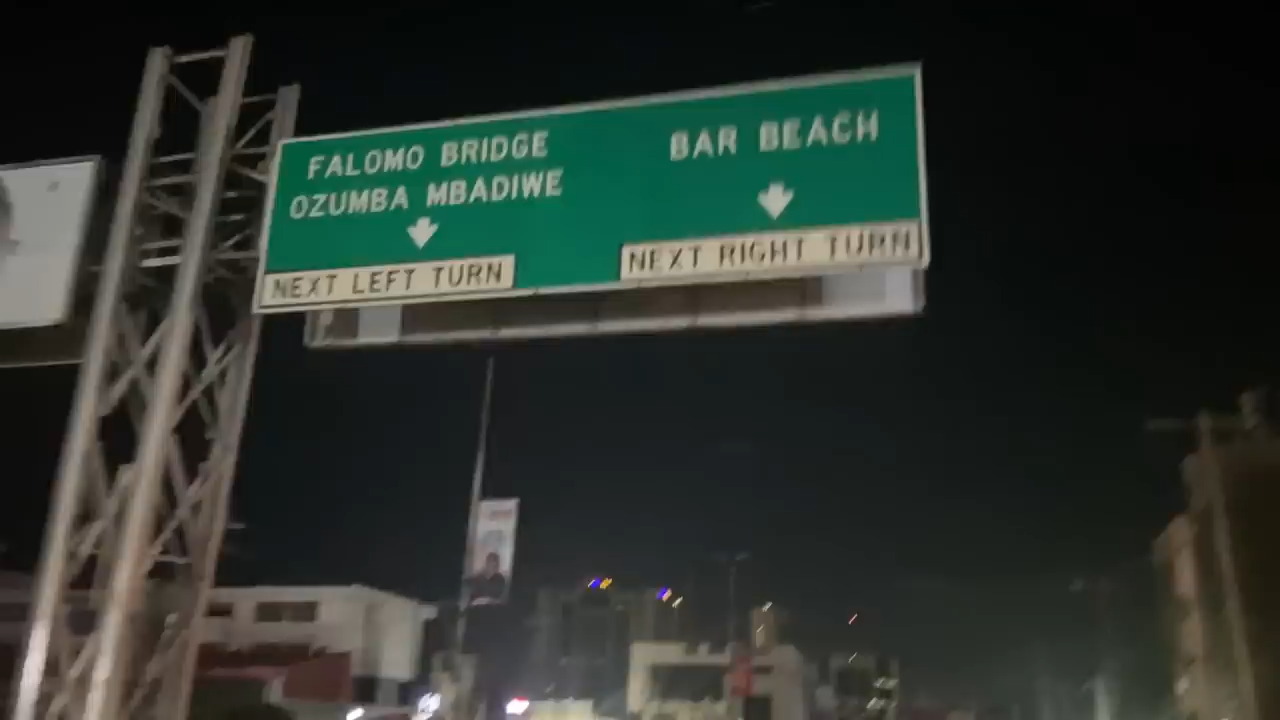 FALOMO BRIDGE
OZUMBA MBADIWE
NEXT LEFT TURN
BAR BEACH
NEXT RIGHT TURN